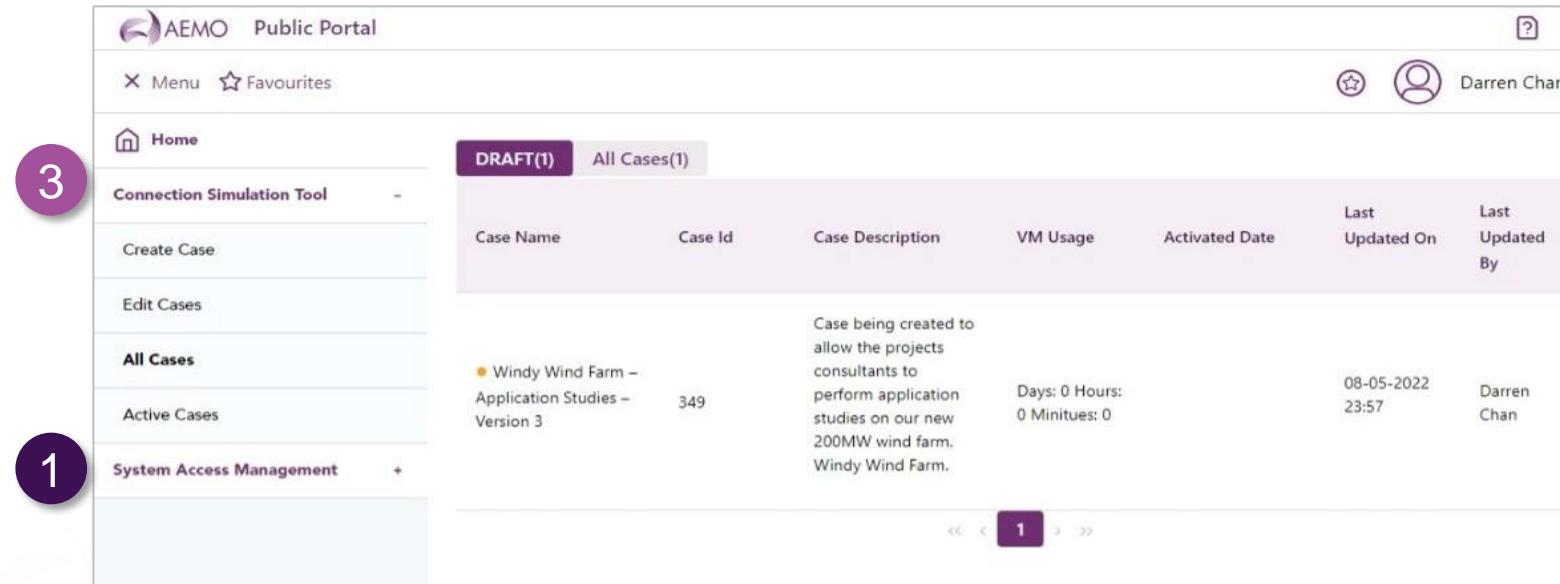 AEMO Public Portal
Menu Favourites
Darren Chan
Home
3
Connection Simulation Tool -
Create Case
Edit Cases
All Cases
Active Cases
1
System Access Management +
DRAFT(1) All Cases(1)
Case Name Case Id Case Description VM Usage Activated Date Last Updated On Last Updated By
Windy Wind Farm –
Application Studies –
Version 3
349
Case being created to
allow the projects
consultants to
perform application
studies on our new
200MW wind farm.
Windy Wind Farm.
Days: 0 Hours:
0 Minitues: 0
08-05-2022
23:57
Darren
Chan
<< < 1 > >>